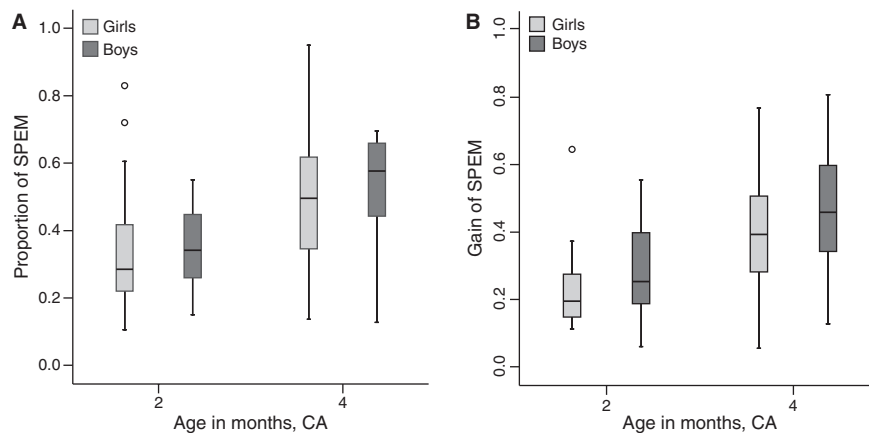 A
Girls
Boys
1.0
0.8
0.6
0.4
0.2
0.0
Proportion of SPEM
2
4
Age in months, CA
B
Girls
Boys
1.0
0.8
0.6
0.4
0.2
0.0
Gain of SPEM
2
4
Age in months, CA